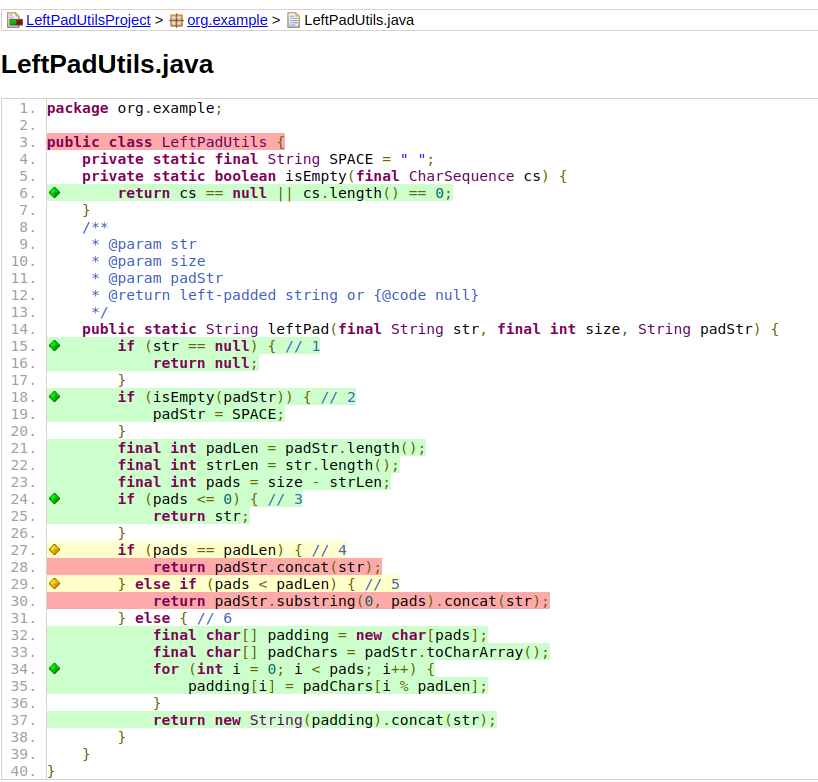 LeftPadUtilsProject > org.example > LeftPadUtils.java
LeftPadUtils.java
1. package org.example;
2.
3. public class LeftPadUtils {
4.     private static final String SPACE = " ";
5.     private static boolean isEmpty(final CharSequence cs) {
6.         return cs == null || cs.length() == 0;
7.     }
8.     /**
9.      * @param str
10.      * @param size
11.      * @param padStr
12.      * @return left-padded string or {@code null}
13.      */
14.     public static String leftPad(final String str, final int size, String padStr) {
15.         if (str == null) { // 1
16.             return null;
17.         }
18.         if (isEmpty(padStr)) { // 2
19.             padStr = SPACE;
20.         }
21.         final int padLen = padStr.length();
22.         final int strLen = str.length();
23.         final int pads = size - strLen;
24.         if (pads <= 0) { // 3
25.             return str;
26.         }
27.         if (pads == padLen) { // 4
28.             return padStr.concat(str);
29.         } else if (pads < padLen) { // 5
30.             return padStr.substring(0, pads).concat(str);
31.         } else { // 6
32.             final char[] padding = new char[pads];
33.             final char[] padChars = padStr.toCharArray();
34.             for (int i = 0; i < pads; i++) {
35.                 padding[i] = padChars[i % padLen];
36.             }
37.             return new String(padding).concat(str);
38.         }
39.     }
40. }